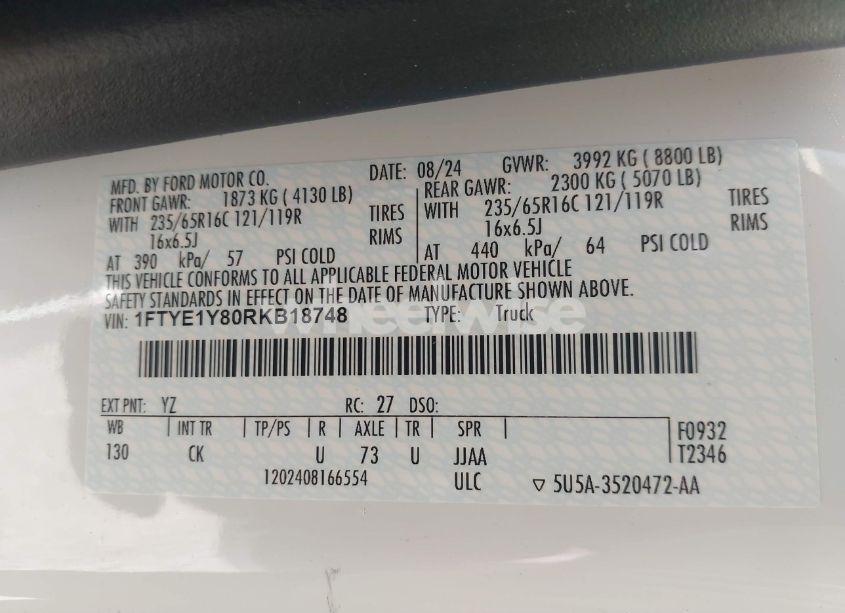 MFD. BY FORD MOTOR CO. DATE: 08/24 GVWR: 3992 KG ( 8800 LB)
FRONT GAWR: 1873 KG ( 4130 LB) REAR GAWR: 2300 KG ( 5070 LB)
WITH 235/65R16C 121/119R TIRES WITH 235/65R16C 121/119R TIRES
16x6.5J RIMS 16x6.5J RIMS
AT 390 kPa/ 57 PSI COLD AT 440 kPa/ 64 PSI COLD
THIS VEHICLE CONFORMS TO ALL APPLICABLE FEDERAL MOTOR VEHICLE
SAFETY STANDARDS IN EFFECT ON THE DATE OF MANUFACTURE SHOWN ABOVE.
VIN: 1FTYE1Y80RKB18748 TYPE: Truck
wheelwise
EXT PNT: YZ RC: 27 DSO:
WB | INT TR | TP/PS | R | AXLE | TR | SPR | F0932
130 CK U 73 U JJAA T2346
1202408166554 ULC ▽ 5U5A-3520472-AA